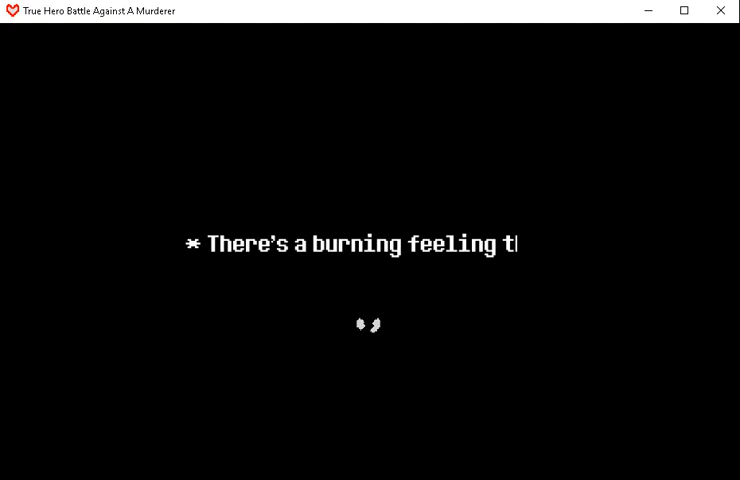 True Hero Battle Against A Murderer
* There's a burning feeling t